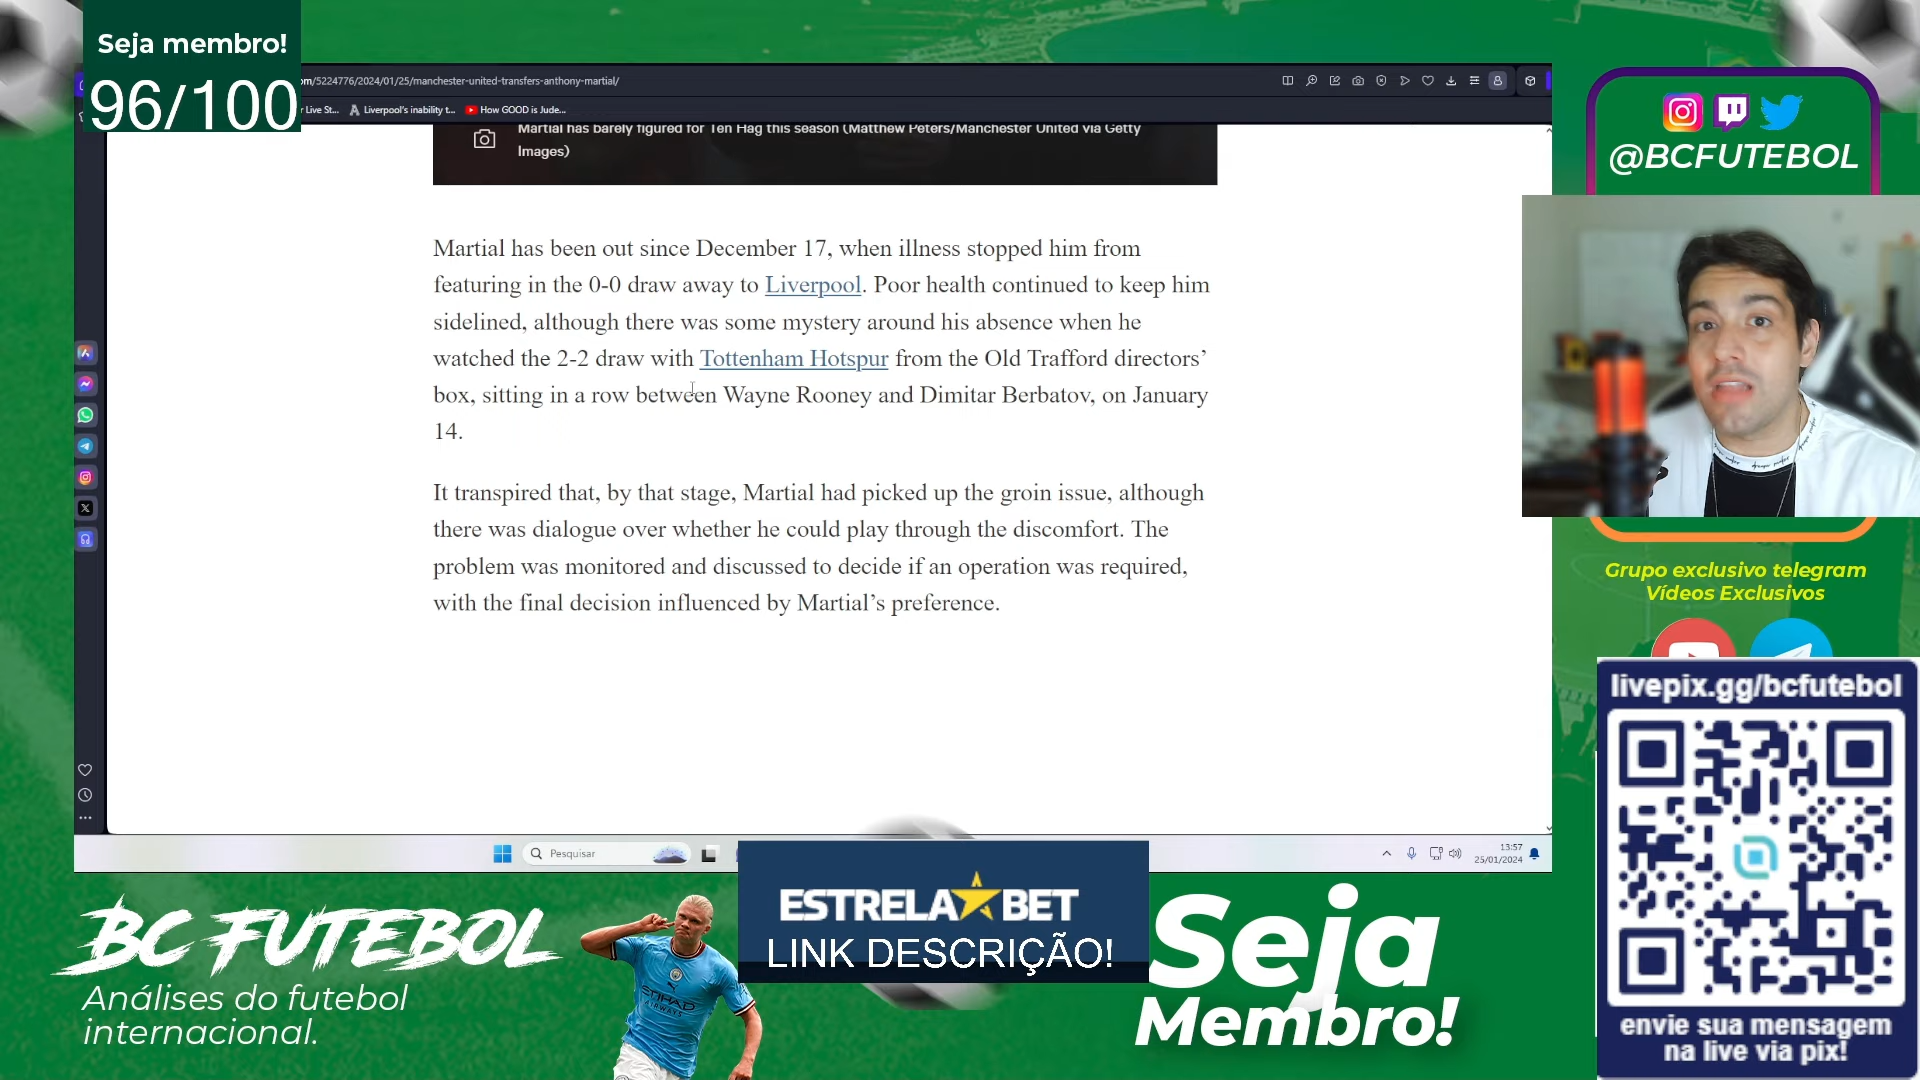 Seja membro!
96/100
om/5224776/2024/01/25/manchester-united-transfers-anthony-martial/
r Live St...
Liverpool's inability t...
How GOOD is Jude...
@BCFUTEBOL
Martial has barely figured for Ten Hag this season (Matthew Peters/Manchester United via Getty
Images)
Martial has been out since December 17, when illness stopped him from
featuring in the 0-0 draw away to Liverpool. Poor health continued to keep him
sidelined, although there was some mystery around his absence when he
watched the 2-2 draw with Tottenham Hotspur from the Old Trafford directors'
box, sitting in a row between Wayne Rooney and Dimitar Berbatov, on January
14.
It transpired that, by that stage, Martial had picked up the groin issue, although
there was dialogue over whether he could play through the discomfort. The
problem was monitored and discussed to decide if an operation was required,
with the final decision influenced by Martial's preference.
Grupo exclusivo telegram
Vídeos Exclusivos
livepix.gg/bcfutebol
envie sua mensagem
na live via pix!
Pesquisar
13:57
25/01/2024
BC FUTEBOL
Análises do futebol
internacional.
ETIHAD
AIRWAYS
ESTRELA BET
LINK DESCRIÇÃO!
Seja
Membro!